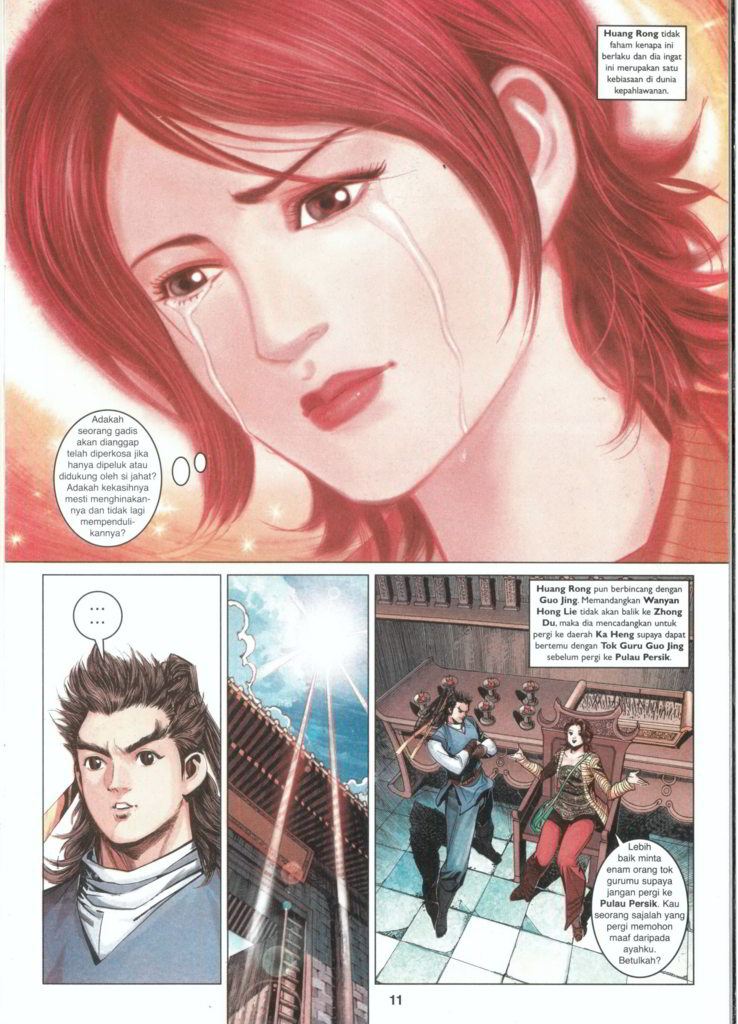 Huang Rong tidak
faham kenapa ini
berlaku dan dia ingat
ini merupakan satu
kebiasaan di dunia
kepahlawanan.
Adakah
seorang gadis
akan dianggap
telah diperkosa jika
hanya dipeluk atau
didukung oleh si jahat?
Adakah kekasihnya
mesti menghinakan-
nya dan tidak lagi
mempenduli-
kannya?
...
...
Huang Rong pun berbincang dengan
Guo Jing. Memandangkan Wanyan
Hong Lie tidak akan balik ke Zhong
Du, maka dia mencadangkan untuk
pergi ke daerah Ka Heng supaya dapat
bertemu dengan Tok Guru Guo Jing
sebelum pergi ke Pulau Persik.
Lebih
baik minta
enam orang tok
gurumu supaya
jangan pergi ke
Pulau Persik. Kau
seorang sajalah yang
pergi memohon
maaf daripada
ayahku.
Betulkah?
11